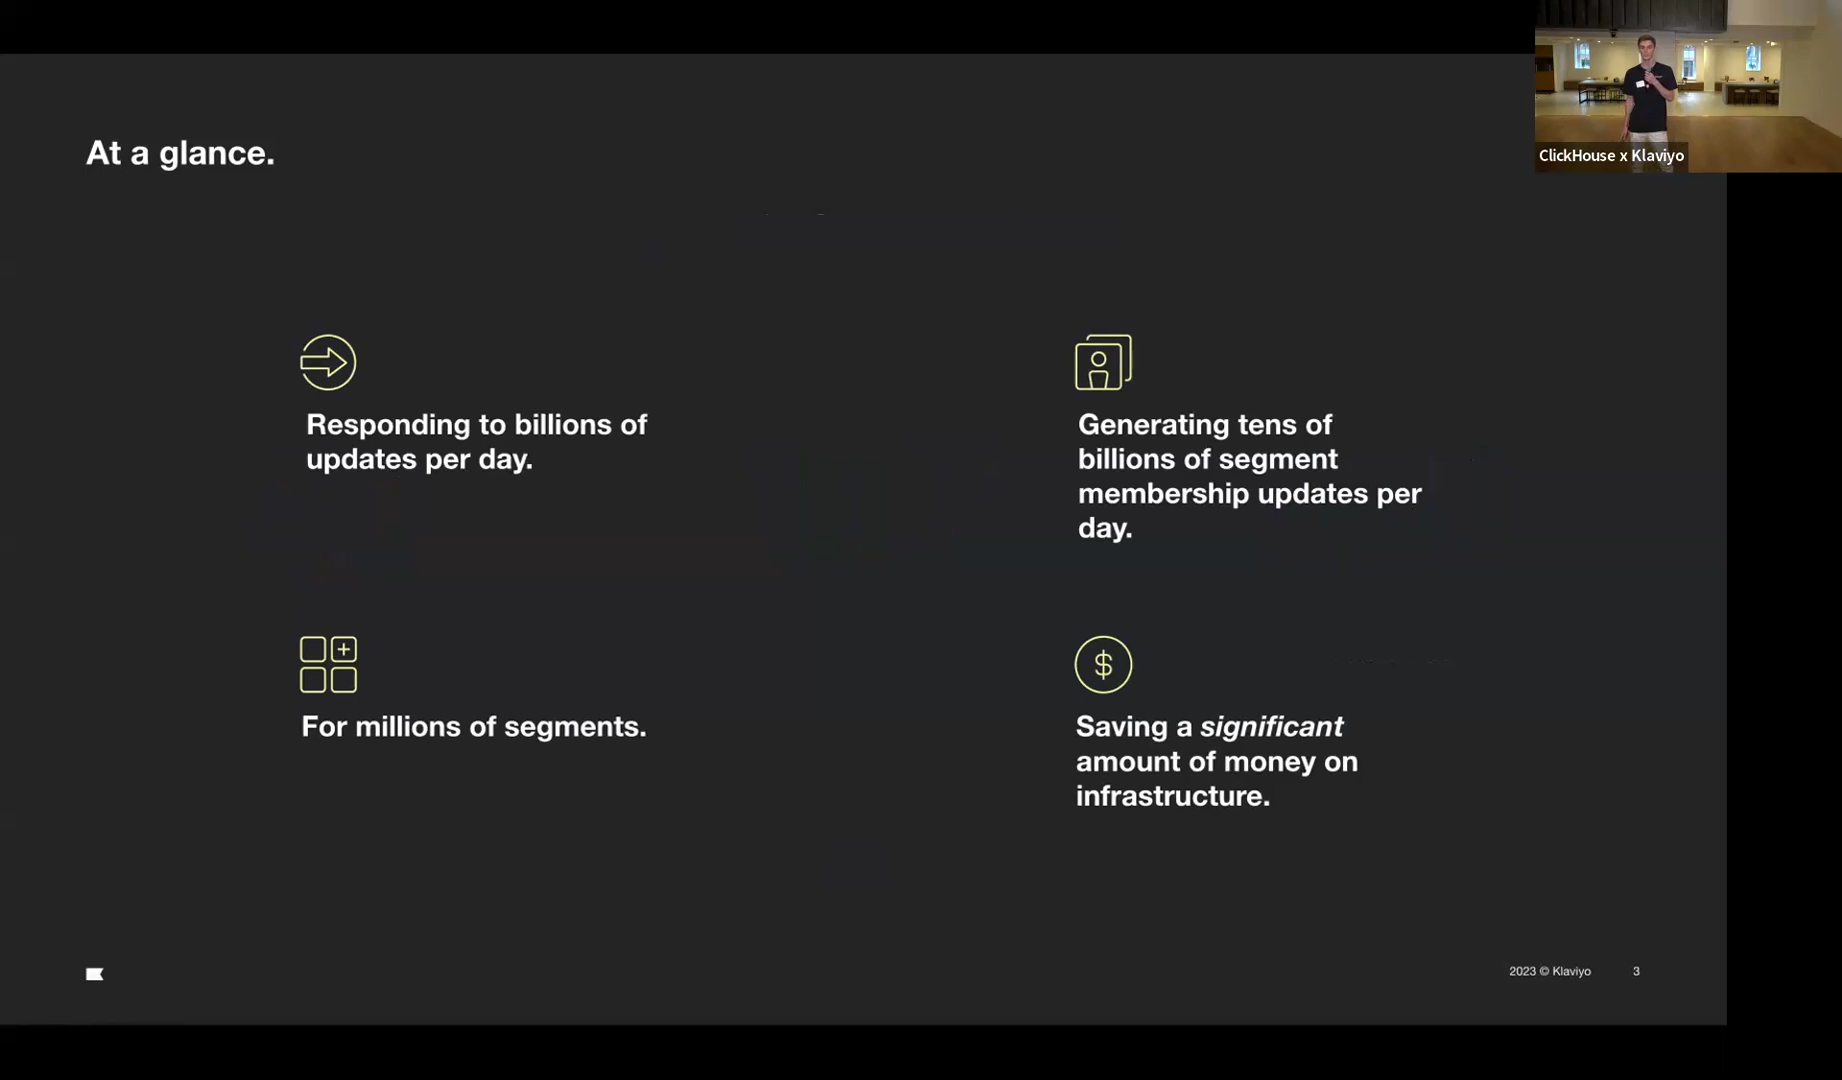 At a glance.
ClickHouse x Klaviyo
Responding to billions of
updates per day.
Generating tens of
billions of segment
membership updates per
day.
For millions of segments.
Saving a significant
amount of money on
infrastructure.
2023 © Klaviyo
3